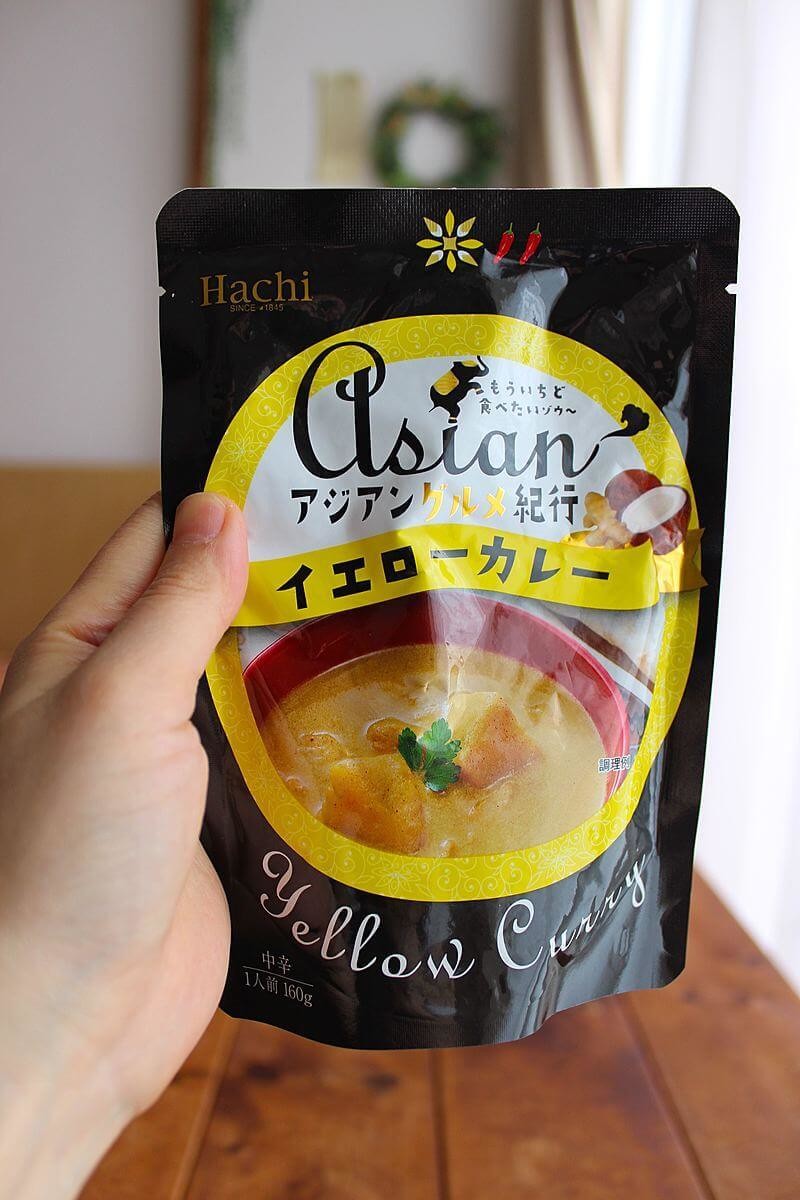 Hachi
SINCE 1845
もういちど
食べたいゾウ～
Asian
アジアングルメ紀行
イエローカレー
調理例
Yellow Curry
中辛
1人前 160g